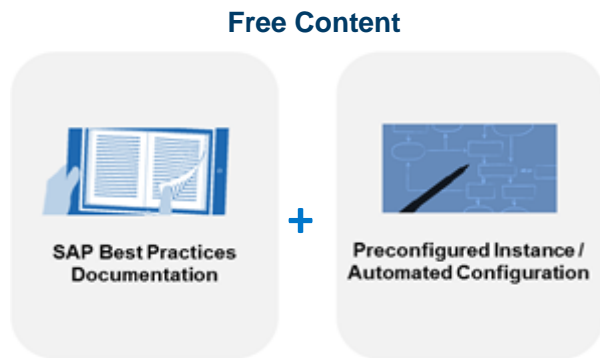 Free Content
SAP Best Practices
Documentation
+
Preconfigured Instance /
Automated Configuration